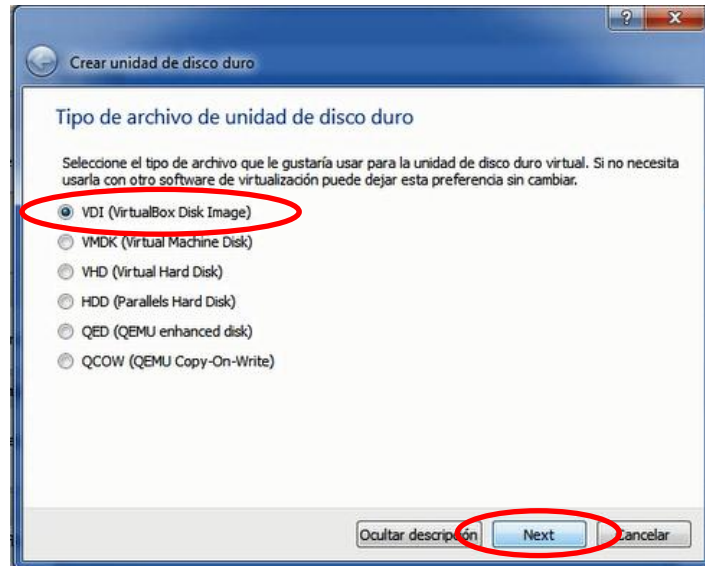 Crear unidad de disco duro
Tipo de archivo de unidad de disco duro
Seleccione el tipo de archivo que le gustaría usar para la unidad de disco duro virtual. Si no necesita
usarla con otro software de virtualización puede dejar esta preferencia sin cambiar.
VDI (VirtualBox Disk Image)
VMDK (Virtual Machine Disk)
VHD (Virtual Hard Disk)
HDD (Parallels Hard Disk)
QED (QEMU enhanced disk)
QCOW (QEMU Copy-On-Write)
Ocultar descripción Next Cancelar